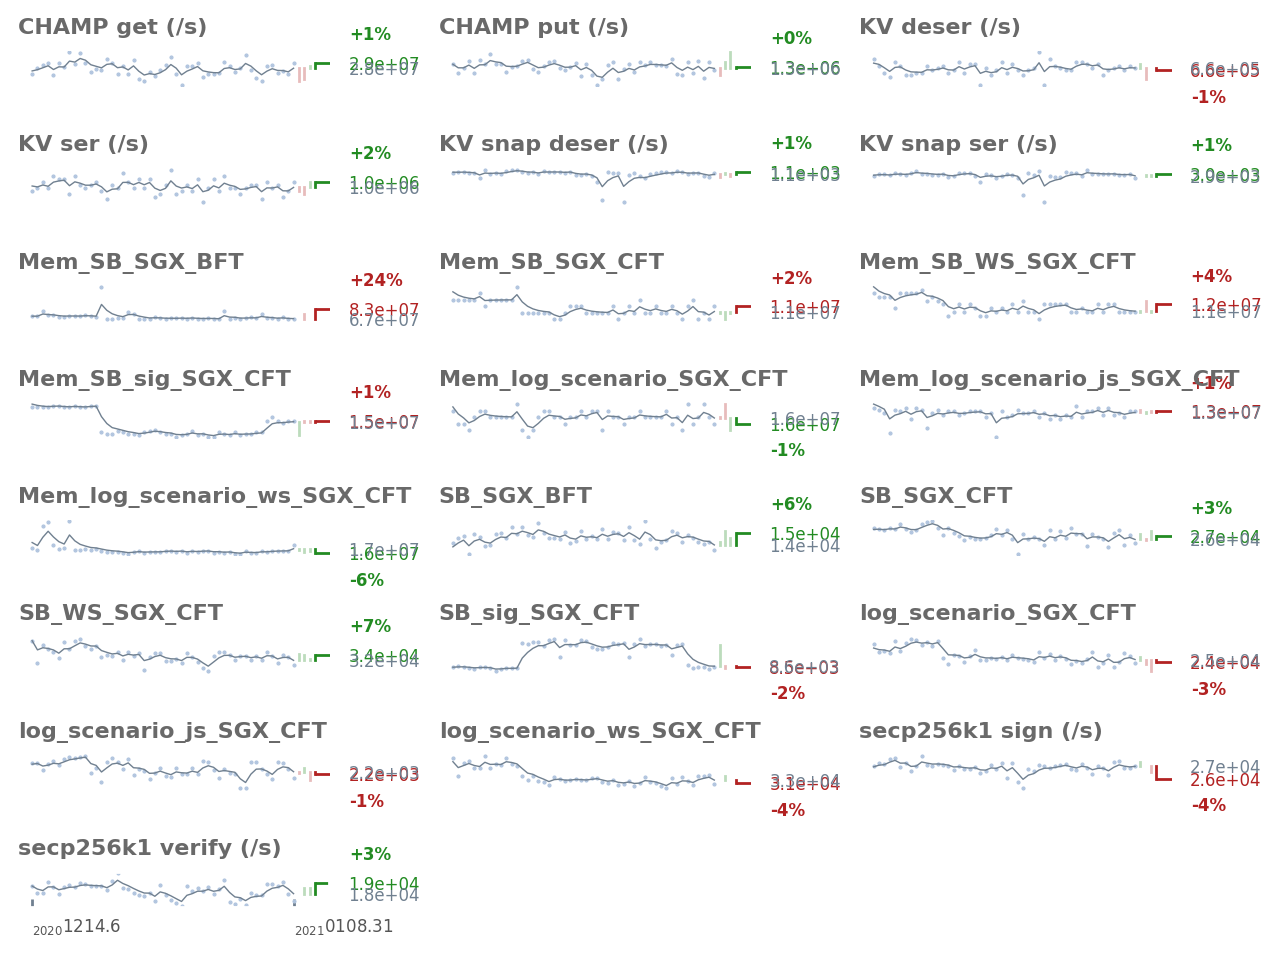 CHAMP get (/s)
+1%
2.9e+07
2.8e+07
CHAMP put (/s)
+0%
1.3e+06
1.3e+06
KV deser (/s)
6.6e+05
6.6e+05
-1%
KV ser (/s)
+2%
1.0e+06
1.0e+06
KV snap deser (/s)
+1%
1.1e+03
1.1e+03
KV snap ser (/s)
+1%
3.0e+03
2.9e+03
Mem_SB_SGX_BFT
+24%
8.3e+07
6.7e+07
Mem_SB_SGX_CFT
+2%
1.1e+07
1.1e+07
Mem_SB_WS_SGX_CFT
+4%
1.2e+07
1.1e+07
Mem_SB_sig_SGX_CFT
+1%
1.5e+07
1.5e+07
Mem_log_scenario_SGX_CFT
1.6e+07
1.6e+07
-1%
Mem_log_scenario_js_SGX_CFT
+1%
1.3e+07
1.3e+07
Mem_log_scenario_ws_SGX_CFT
1.7e+07
1.6e+07
-6%
SB_SGX_BFT
+6%
1.5e+04
1.4e+04
SB_SGX_CFT
+3%
2.7e+04
2.6e+04
SB_WS_SGX_CFT
+7%
3.4e+04
3.2e+04
SB_sig_SGX_CFT
8.6e+03
8.5e+03
-2%
log_scenario_SGX_CFT
2.5e+04
2.4e+04
-3%
log_scenario_js_SGX_CFT
2.2e+03
2.2e+03
-1%
log_scenario_ws_SGX_CFT
3.2e+04
3.1e+04
-4%
secp256k1 sign (/s)
2.7e+04
2.6e+04
-4%
secp256k1 verify (/s)
+3%
1.9e+04
1.8e+04
20201214.6
20210108.31